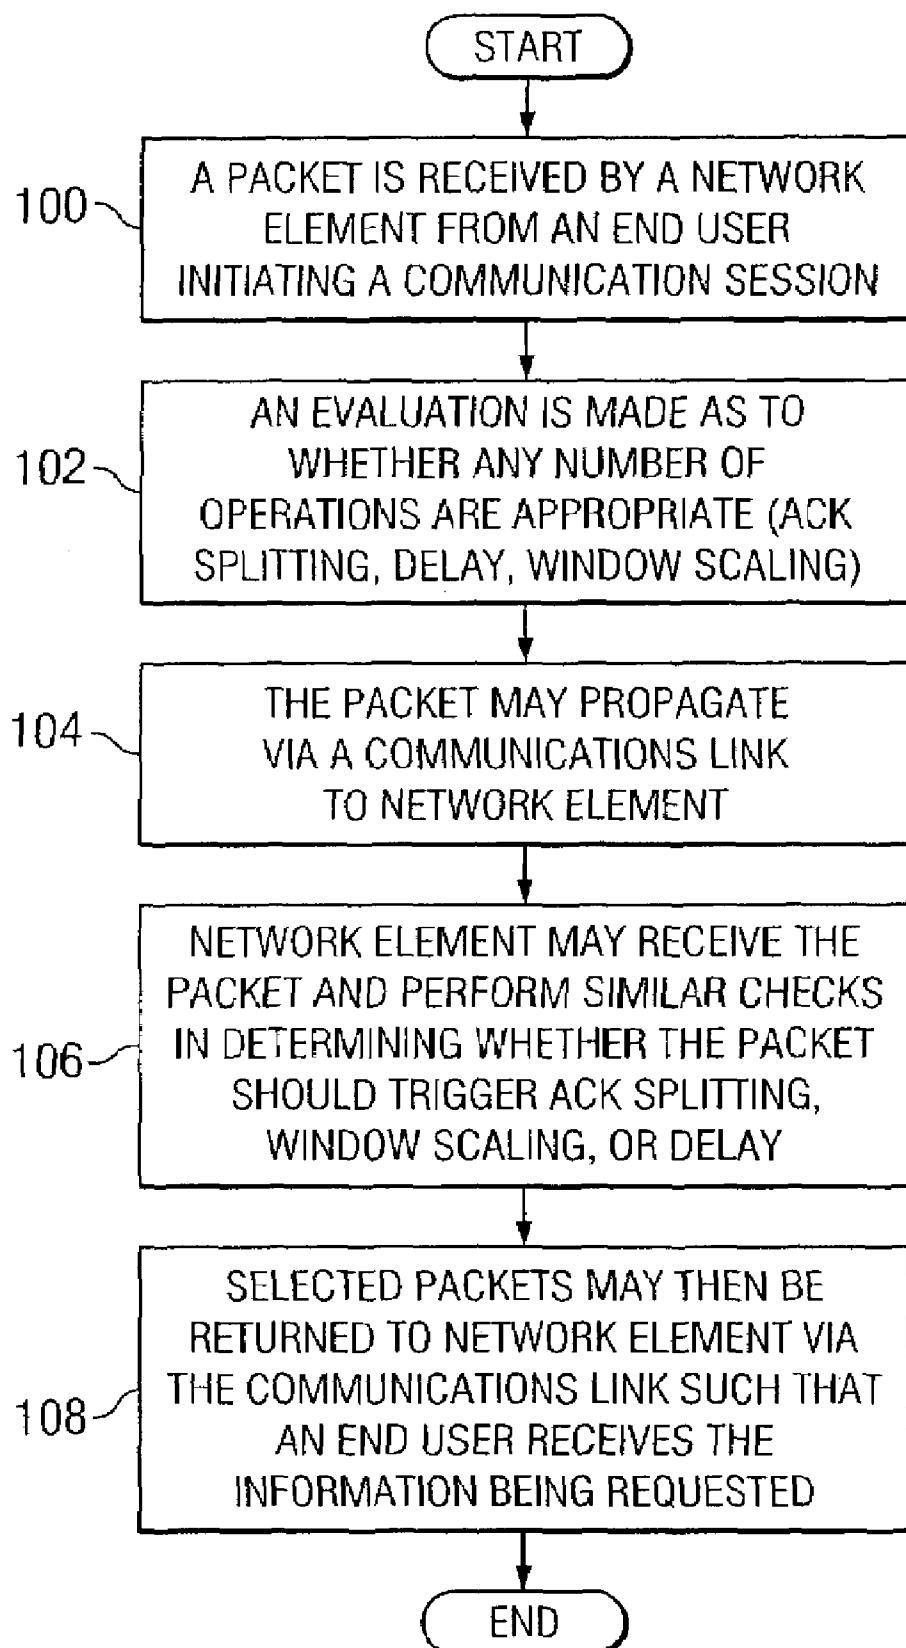 START
100
A PACKET IS RECEIVED BY A NETWORK
ELEMENT FROM AN END USER
INITIATING A COMMUNICATION SESSION
102
AN EVALUATION IS MADE AS TO
WHETHER ANY NUMBER OF
OPERATIONS ARE APPROPRIATE (ACK
SPLITTING, DELAY, WINDOW SCALING)
104
THE PACKET MAY PROPAGATE
VIA A COMMUNICATIONS LINK
TO NETWORK ELEMENT
106
NETWORK ELEMENT MAY RECEIVE THE
PACKET AND PERFORM SIMILAR CHECKS
IN DETERMINING WHETHER THE PACKET
SHOULD TRIGGER ACK SPLITTING,
WINDOW SCALING, OR DELAY
108
SELECTED PACKETS MAY THEN BE
RETURNED TO NETWORK ELEMENT VIA
THE COMMUNICATIONS LINK SUCH THAT
AN END USER RECEIVES THE
INFORMATION BEING REQUESTED
END